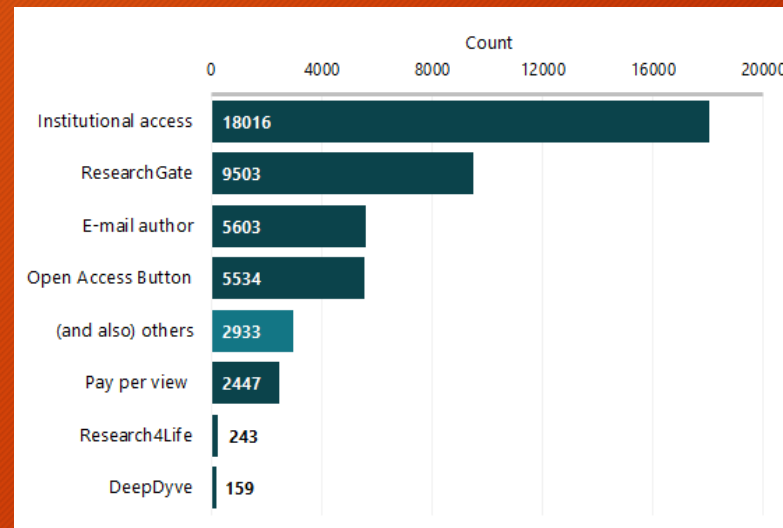 Count
0 4000 8000 12000 16000 20000
Institutional access 18016
ResearchGate 9503
E-mail author 5603
Open Access Button 5534
(and also) others 2933
Pay per view 2447
Research4Life 243
DeepDyve 159